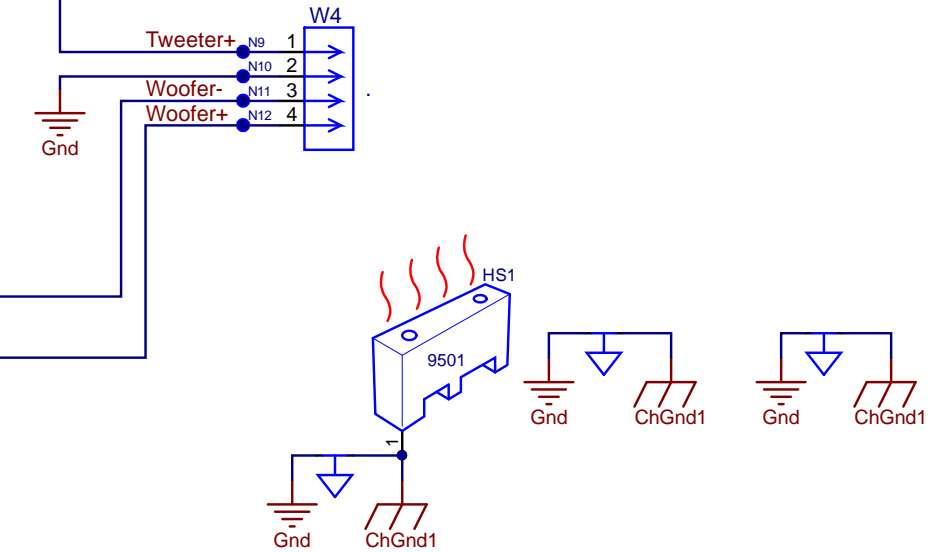 W4
Tweeter+ N9 1
N10 2
Woofer- N11 3
Woofer+ N12 4
.
Gnd
HS1
9501
1
Gnd ChGnd1
Gnd ChGnd1
Gnd ChGnd1